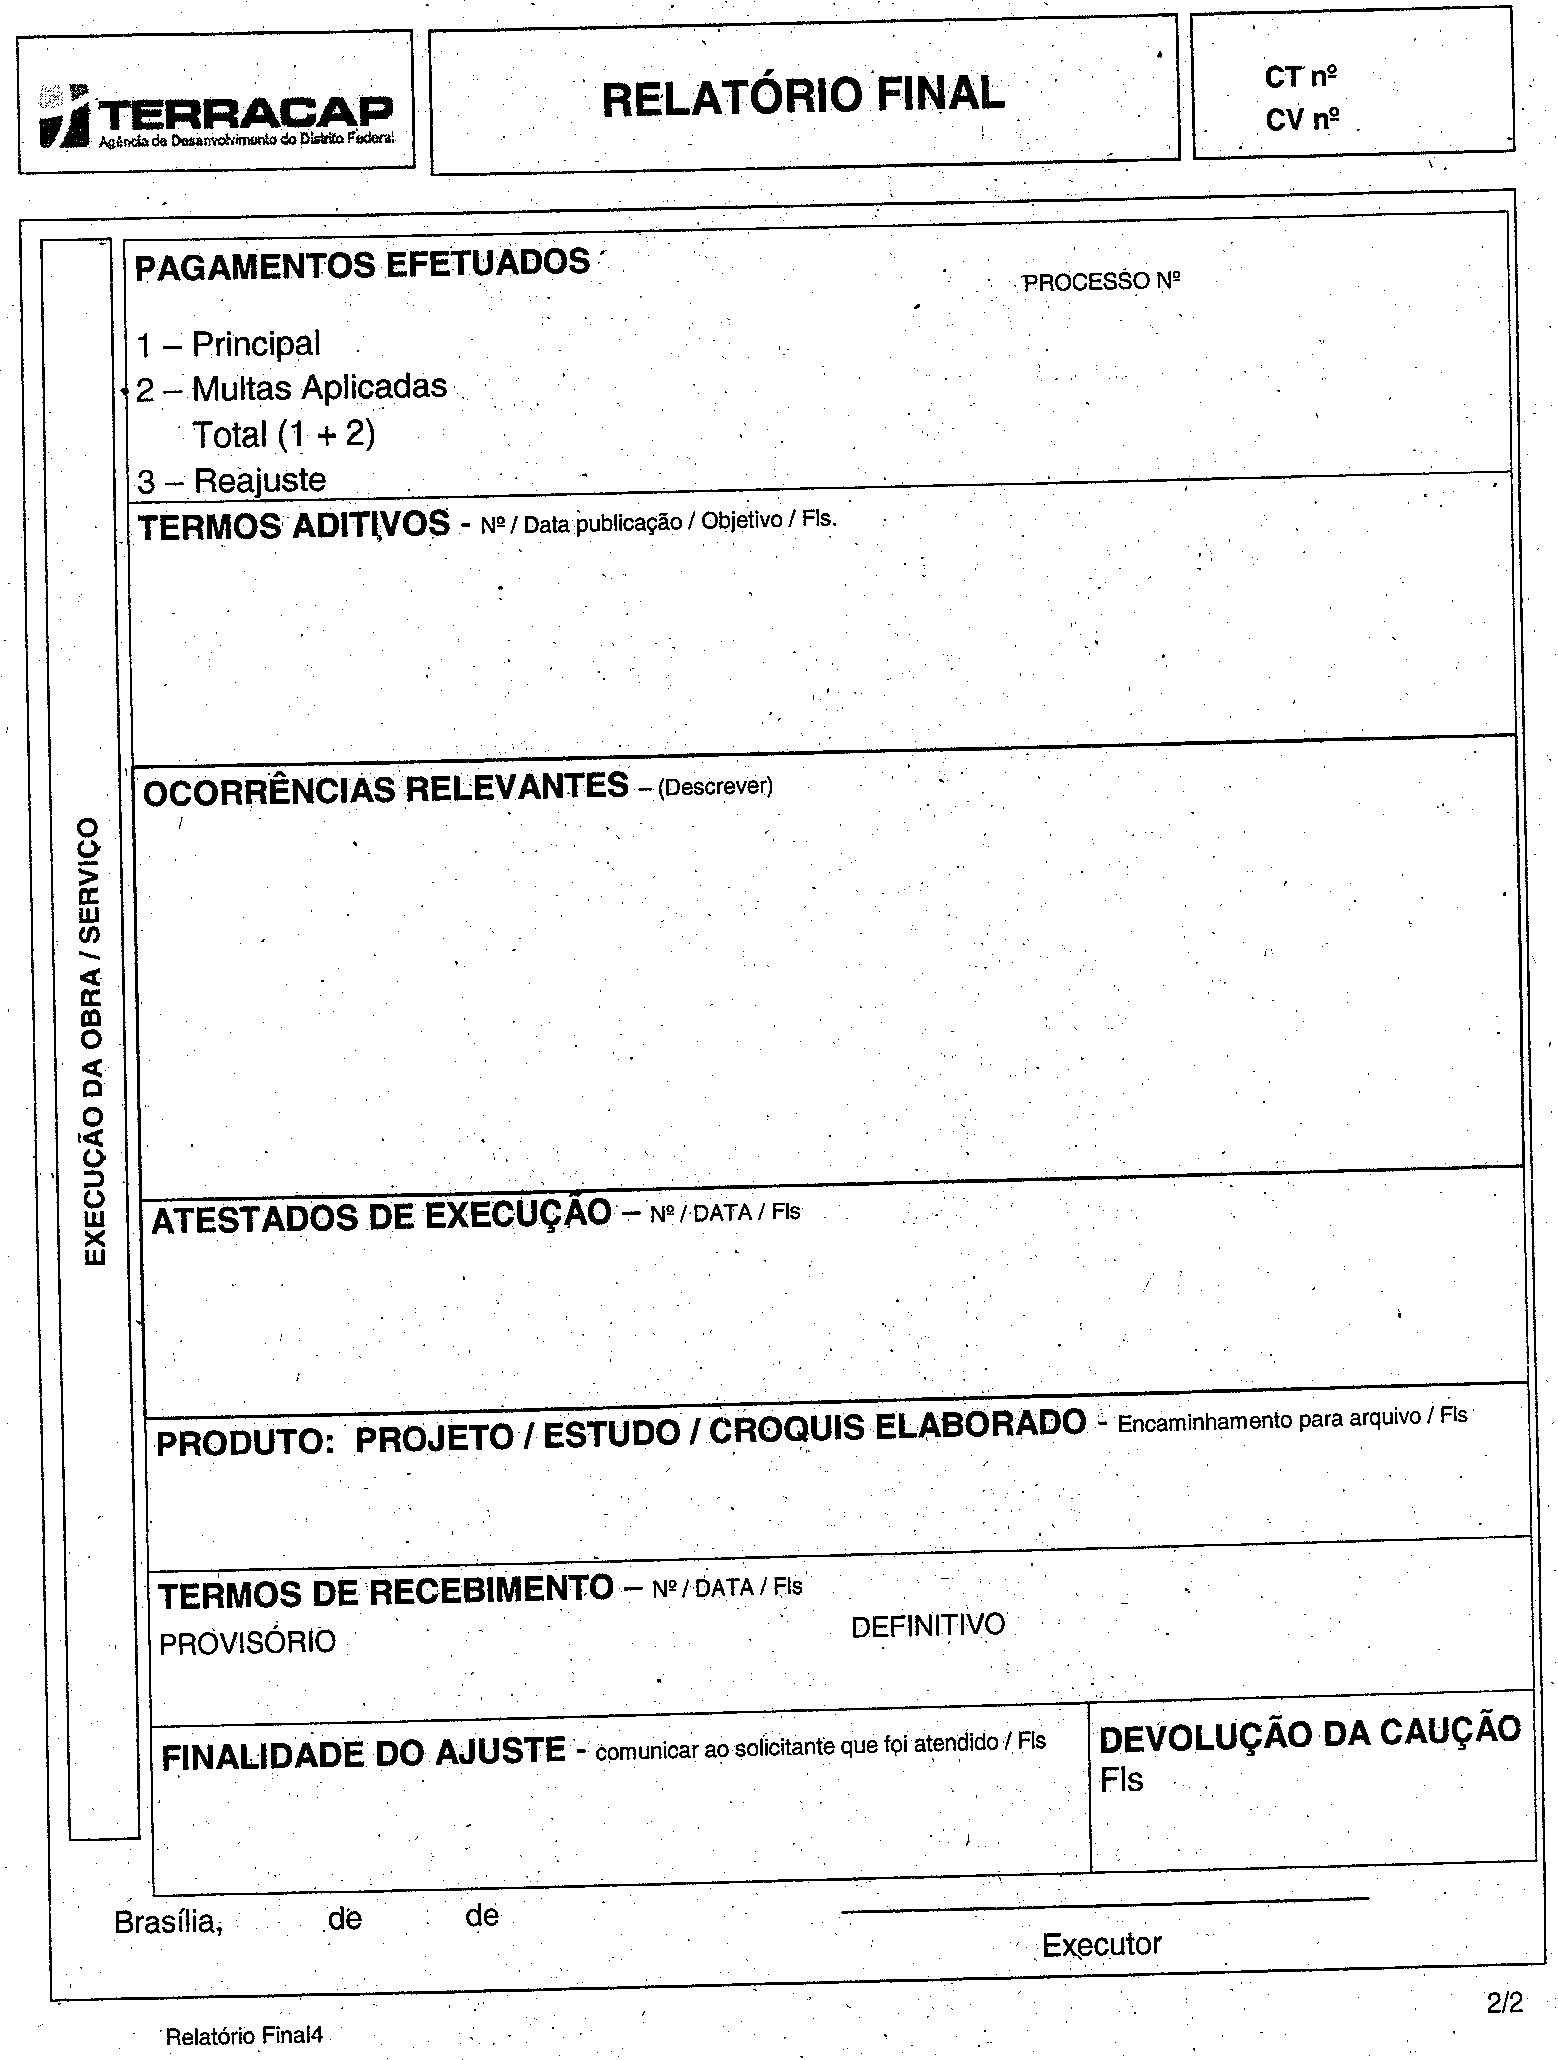 TERRACAP
Agência de Desenvolvimento do Distrito Federal
RELATÓRIO FINAL
CT nº
CV nº
PAGAMENTOS EFETUADOS
PROCESSO Nº
1 – Principal
2 – Multas Aplicadas
Total (1 + 2)
3 – Reajuste
TERMOS ADITIVOS - Nº / Data publicação / Objetivo / Fls.
OCORRÊNCIAS RELEVANTES – (Descrever)
EXECUÇÃO DA OBRA / SERVIÇO
ATESTADOS DE EXECUÇÃO – Nº / DATA / Fls
PRODUTO: PROJETO / ESTUDO / CROQUIS ELABORADO - Encaminhamento para arquivo / Fls
TERMOS DE RECEBIMENTO – Nº / DATA / Fls
PROVISÓRIO DEFINITIVO
FINALIDADE DO AJUSTE - comunicar ao solicitante que foi atendido / Fls
DEVOLUÇÃO DA CAUÇÃO
Fls
Brasília, de de
Executor
2/2
Relatório Final4